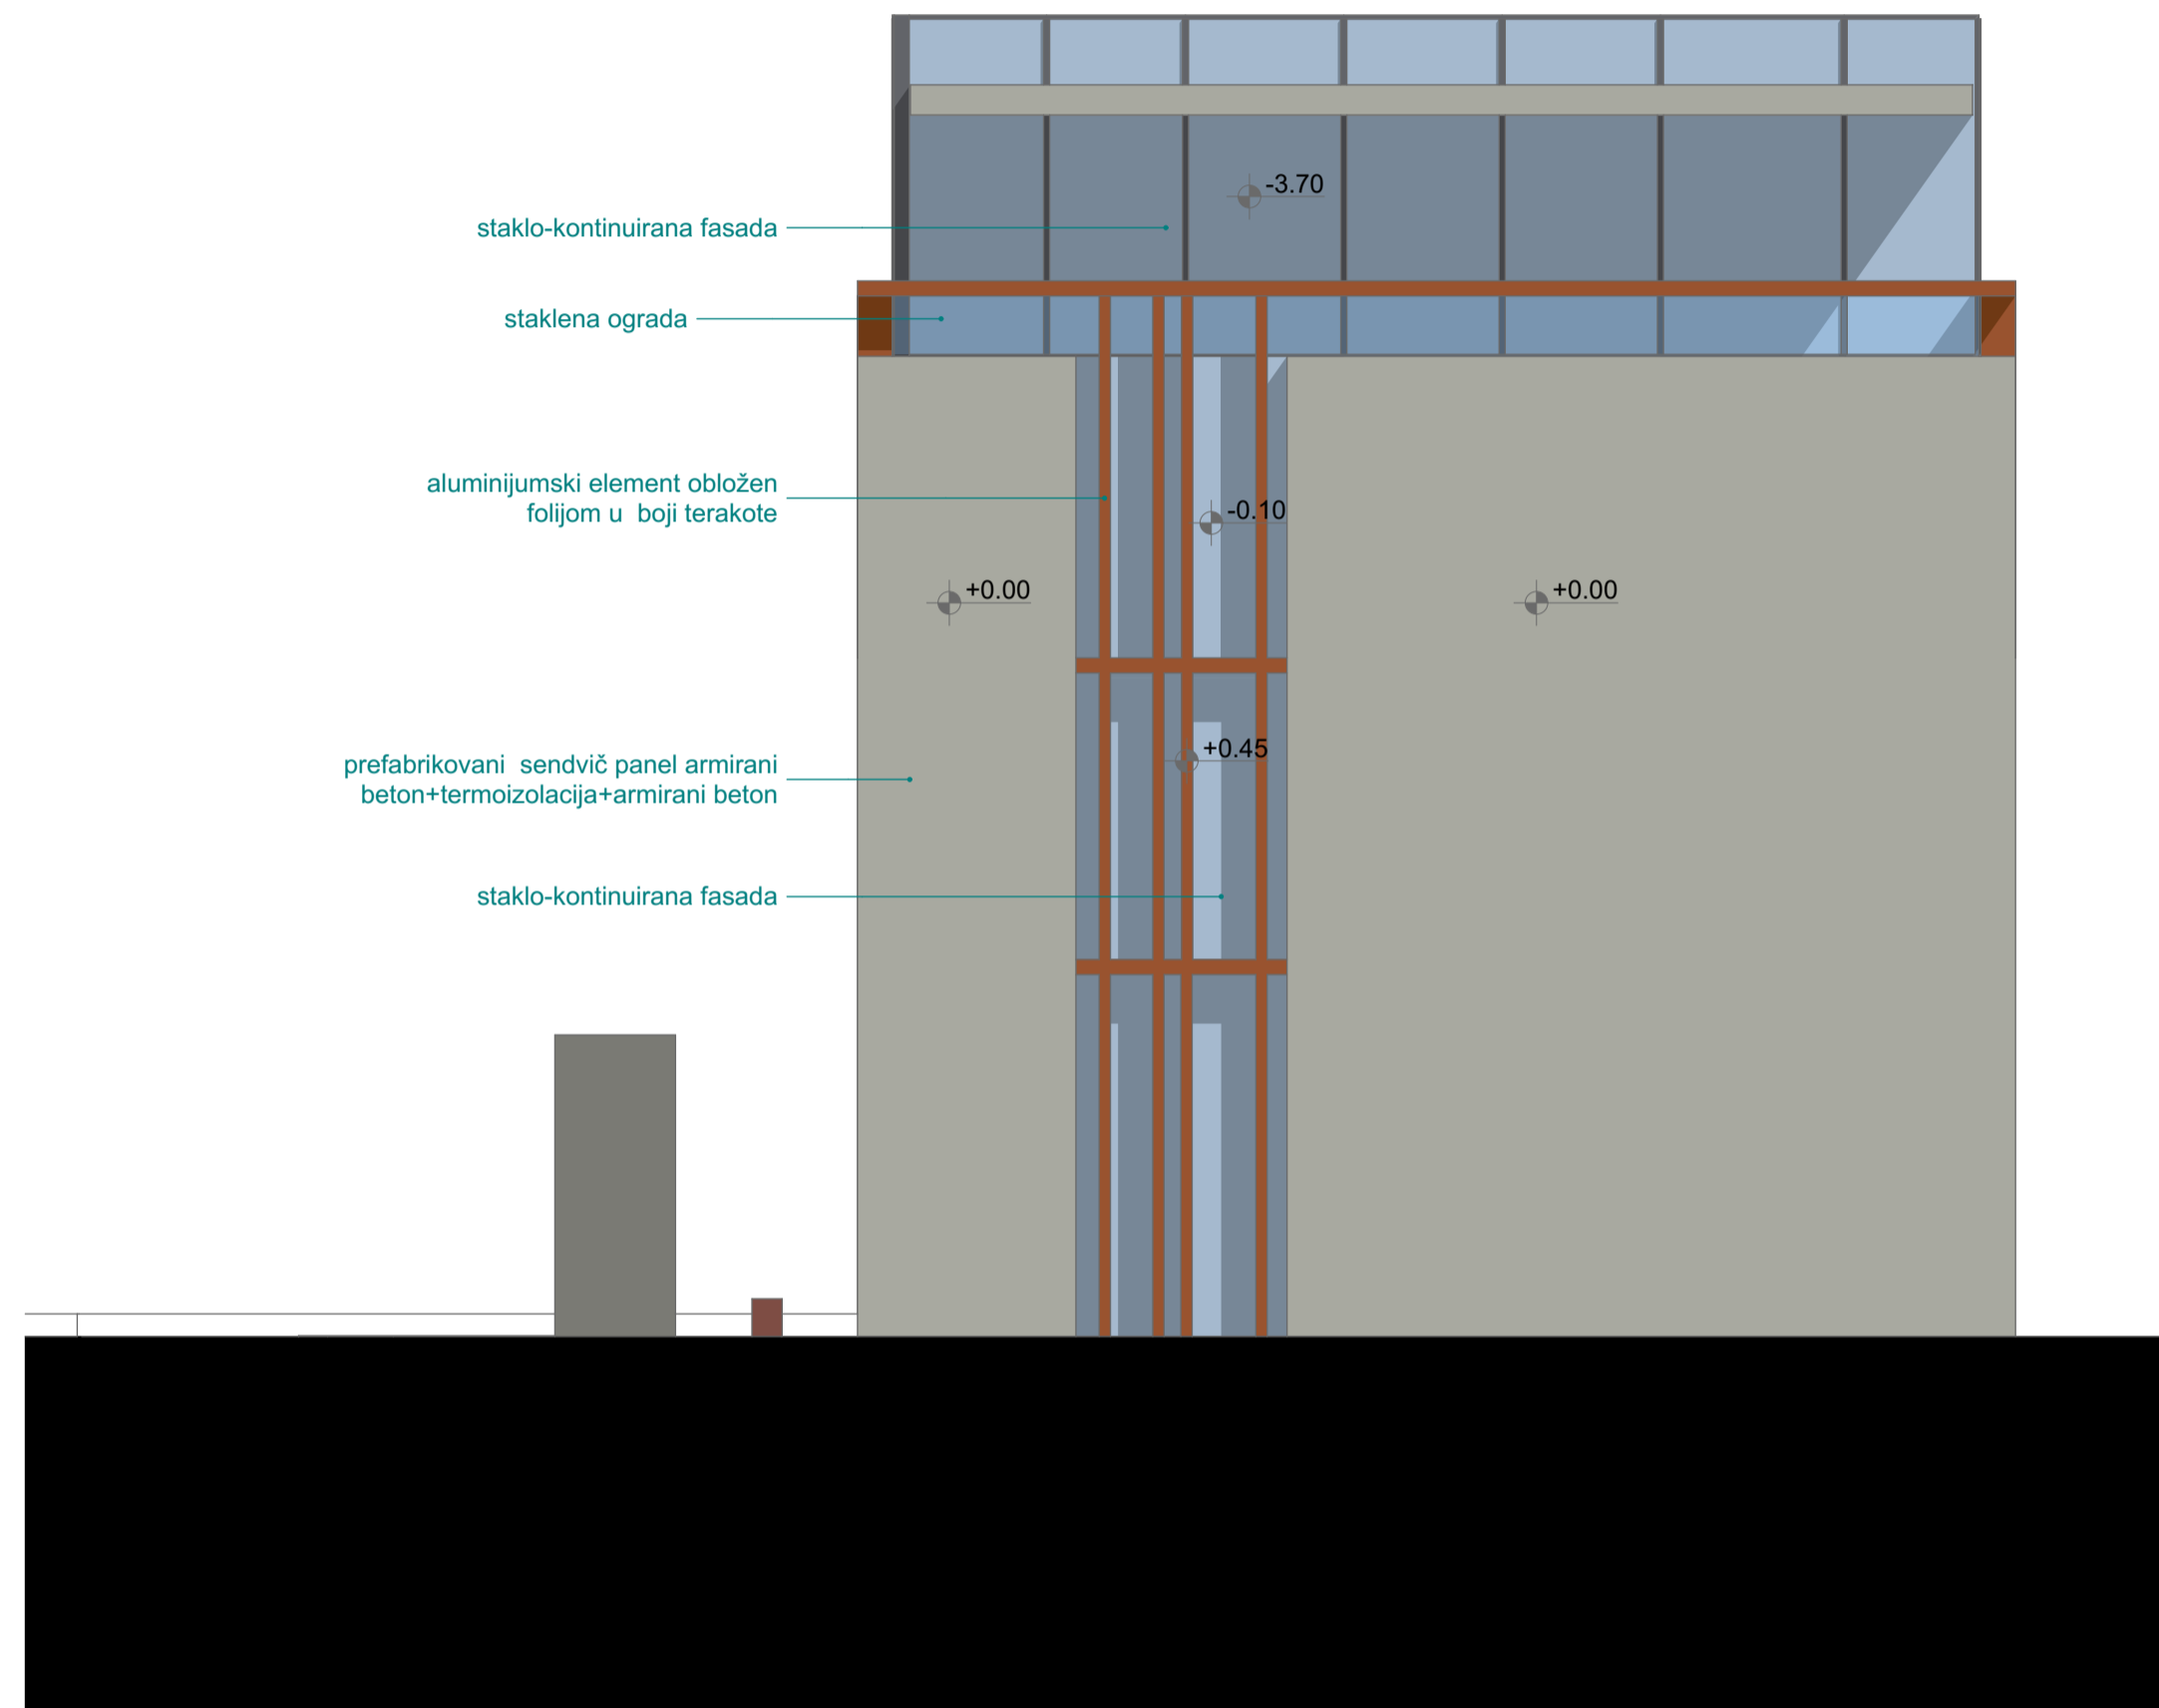 -3.70
staklo-kontinuirana fasada
staklena ograda
aluminijumski element obložen
folijom u  boji terakote
-0.10
+0.00
+0.00
+0.45
prefabrikovani  sendvič panel armirani
beton+termoizolacija+armirani beton
staklo-kontinuirana fasada